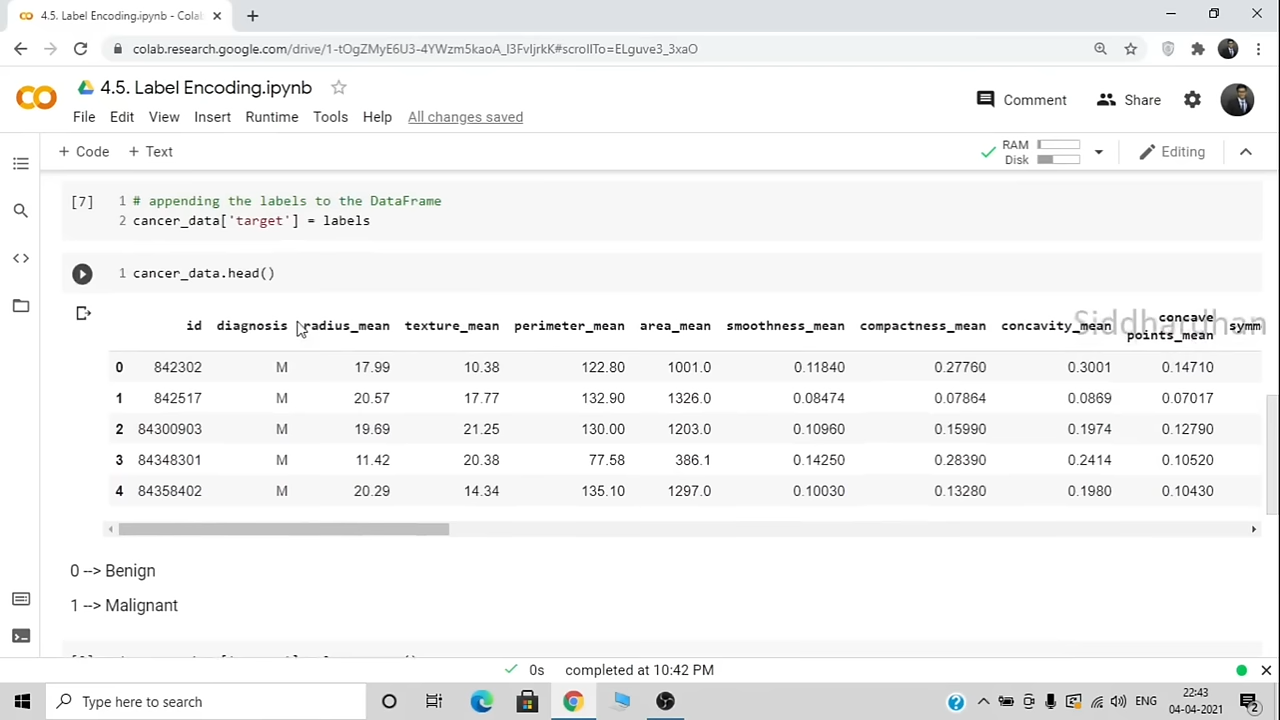 4.5. Label Encoding.ipynb - Cola
colab.research.google.com/drive/1-tOgZMyE6U3-4YWzm5kaoA_l3FvIjrkK#scrollTo=ELguve3_3xaO
4.5. Label Encoding.ipynb
Comment
Share
File Edit View Insert Runtime Tools Help All changes saved
+ Code + Text
RAM
Disk
Editing
[7] 1 # appending the labels to the DataFrame
2 cancer_data['target'] = labels
1 cancer_data.head()
id diagnosis radius_mean texture_mean perimeter_mean area_mean smoothness_mean compactness_mean concavity_mean concave points_mean symm
Siddhardhan
0 842302 M 17.99 10.38 122.80 1001.0 0.11840 0.27760 0.3001 0.14710
1 842517 M 20.57 17.77 132.90 1326.0 0.08474 0.07864 0.0869 0.07017
2 84300903 M 19.69 21.25 130.00 1203.0 0.10960 0.15990 0.1974 0.12790
3 84348301 M 11.42 20.38 77.58 386.1 0.14250 0.28390 0.2414 0.10520
4 84358402 M 20.29 14.34 135.10 1297.0 0.10030 0.13280 0.1980 0.10430
0 --> Benign
1 --> Malignant
0s completed at 10:42 PM
Type here to search
ENG
22:43
04-04-2021
2